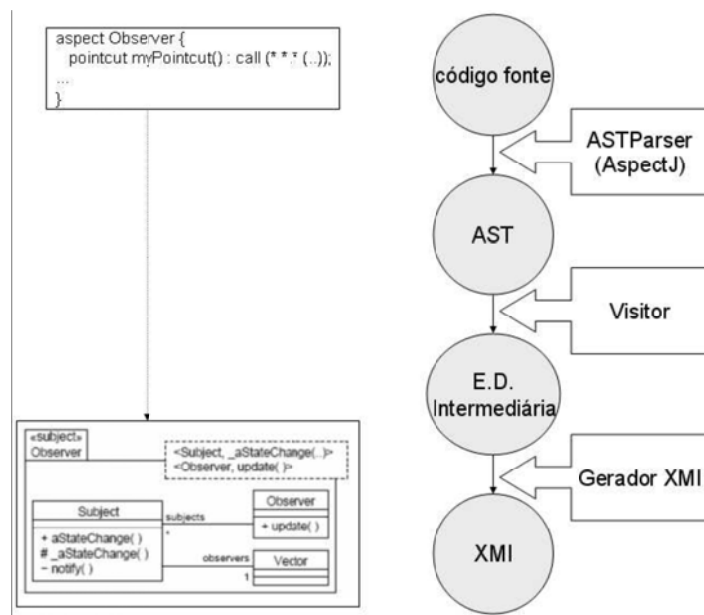 aspect Observer {
pointcut myPointcut() : call (* *.* (..));
...
}
«subject»
Observer
<Subject, _aStateChange(..)>
<Observer, update( )>
Subject
+ aStateChange( )
# _aStateChange( )
− notify( )
subjects
*
Observer
+ update( )
observers
1
Vector
código fonte
ASTParser
(AspectJ)
AST
Visitor
E.D.
Intermediária
Gerador XMI
XMI